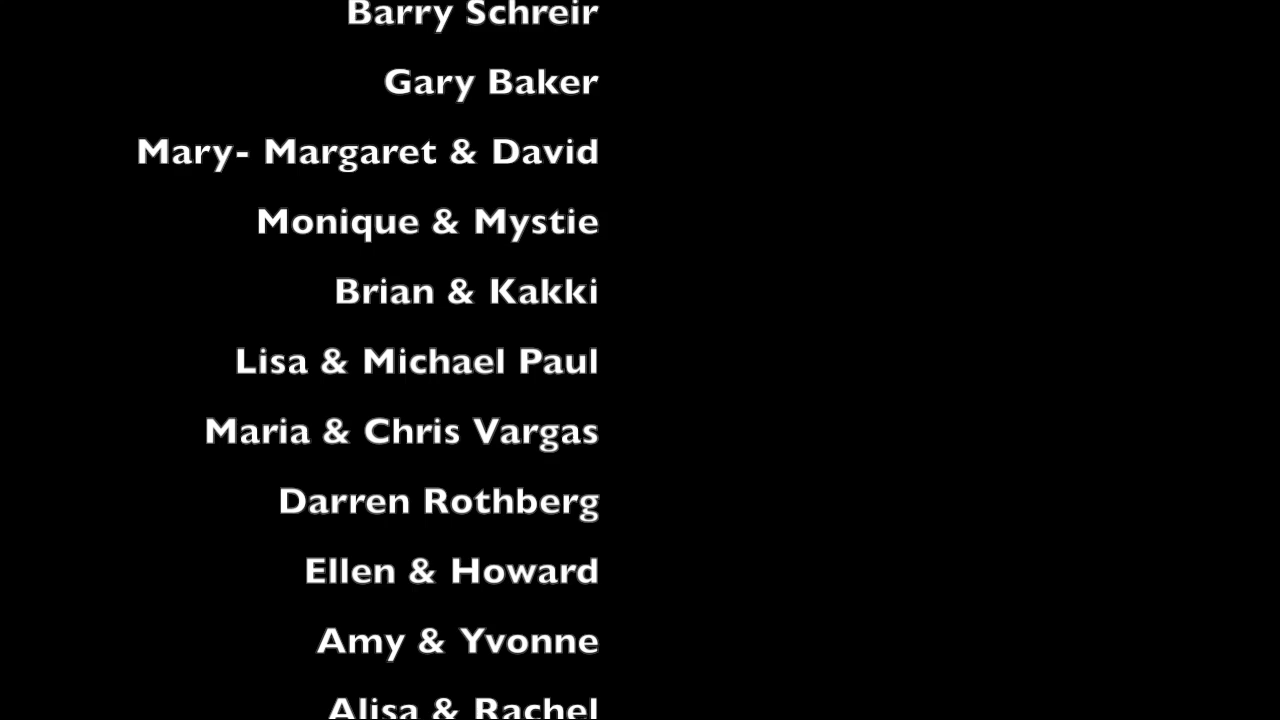 Barry Schreir
Gary Baker
Mary- Margaret & David
Monique & Mystie
Brian & Kakki
Lisa & Michael Paul
Maria & Chris Vargas
Darren Rothberg
Ellen & Howard
Amy & Yvonne
Alisa & Rachel